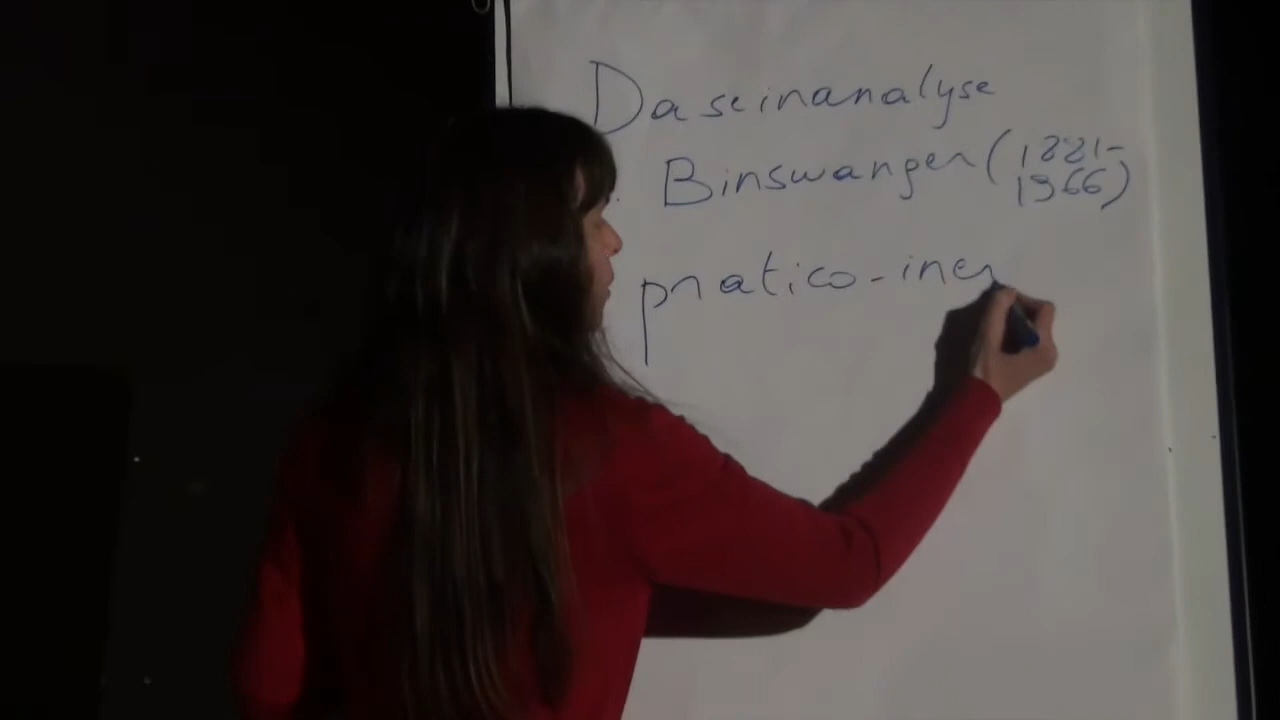 Daseinanalyse
. Binswanger (1881-
1966)
pratico-iner